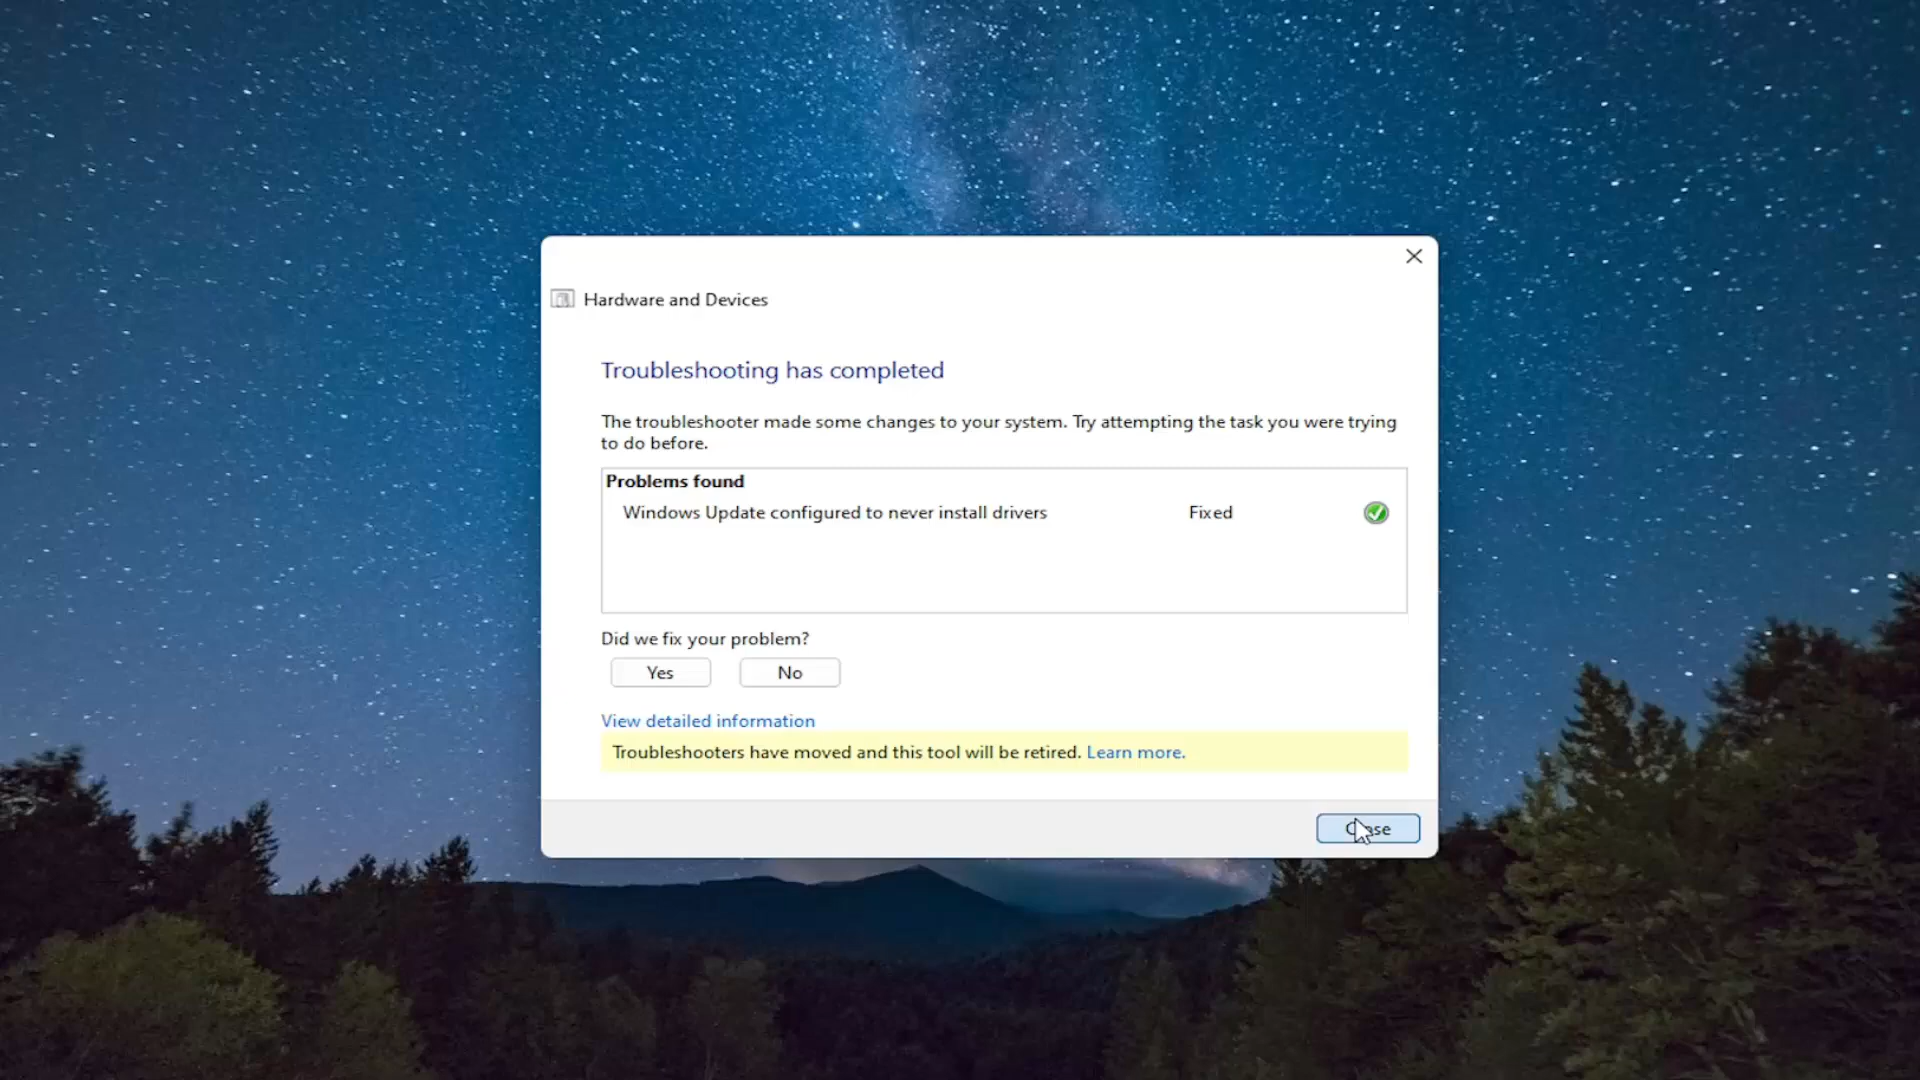 Hardware and Devices
Troubleshooting has completed
The troubleshooter made some changes to your system. Try attempting the task you were trying
to do before.
Problems found
Windows Update configured to never install drivers Fixed
Did we fix your problem?
Yes No
View detailed information
Troubleshooters have moved and this tool will be retired. Learn more.
Close